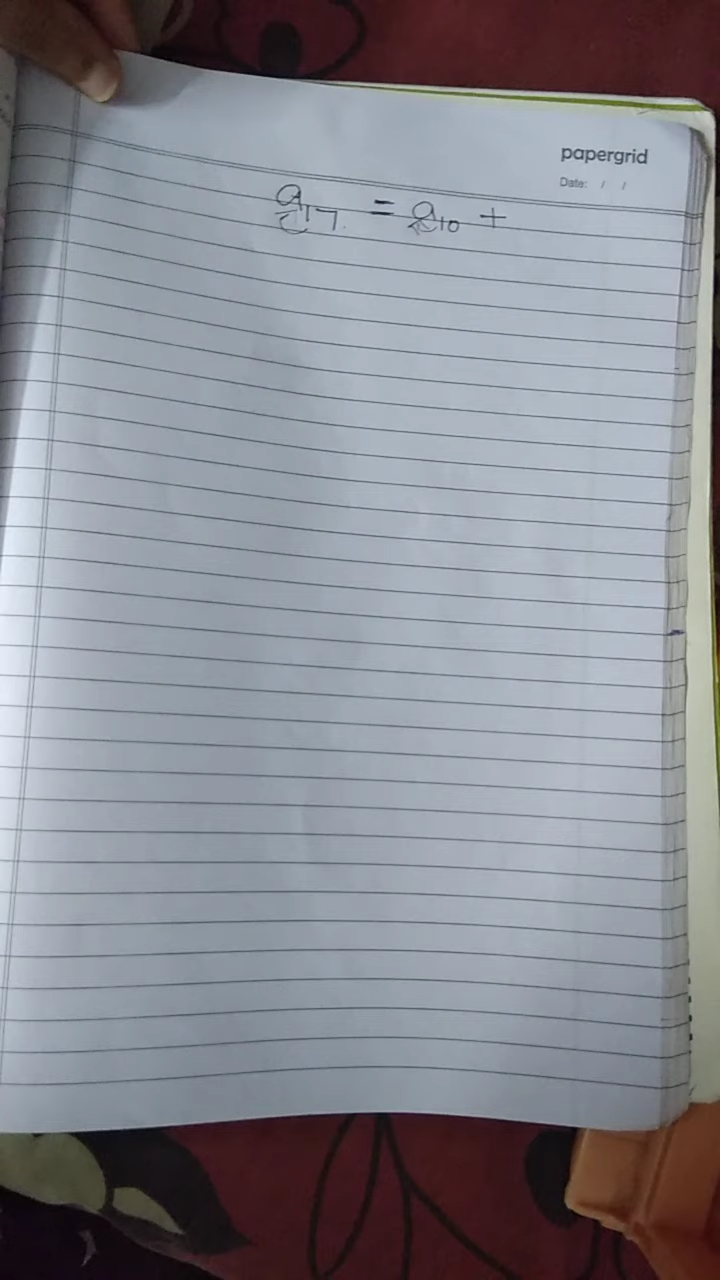 papergrid
Date: / /
a₁₇ = a₁₀ +